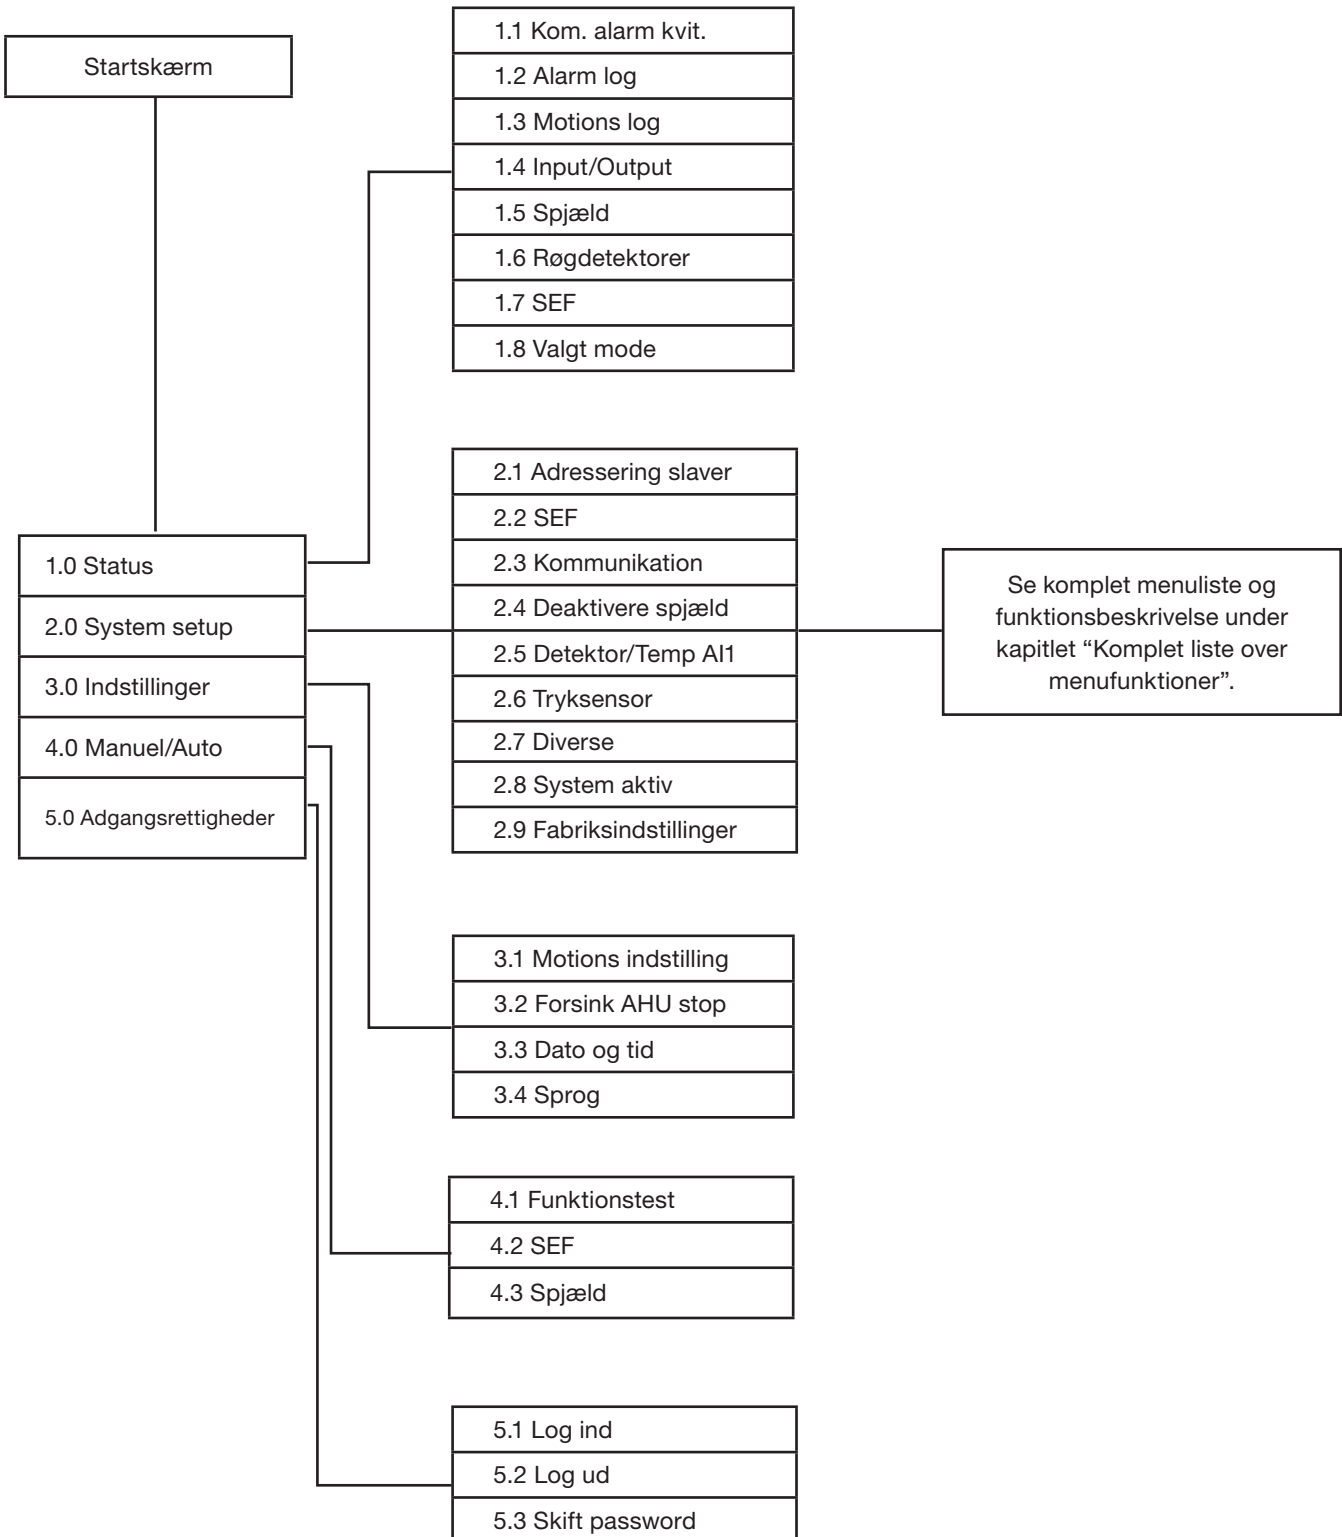 Startskærm
1.0 Status
2.0 System setup
3.0 Indstillinger
4.0 Manuel/Auto
5.0 Adgangsrettigheder
1.1 Kom. alarm kvit.
1.2 Alarm log
1.3 Motions log
1.4 Input/Output
1.5 Spjæld
1.6 Røgdetektorer
1.7 SEF
1.8 Valgt mode
2.1 Adressering slaver
2.2 SEF
2.3 Kommunikation
2.4 Deaktivere spjæld
2.5 Detektor/Temp AI1
2.6 Tryksensor
2.7 Diverse
2.8 System aktiv
2.9 Fabriksindstillinger
Se komplet menuliste og
funktionsbeskrivelse under
kapitlet “Komplet liste over
menufunktioner”.
3.1 Motions indstilling
3.2 Forsink AHU stop
3.3 Dato og tid
3.4 Sprog
4.1 Funktionstest
4.2 SEF
4.3 Spjæld
5.1 Log ind
5.2 Log ud
5.3 Skift password